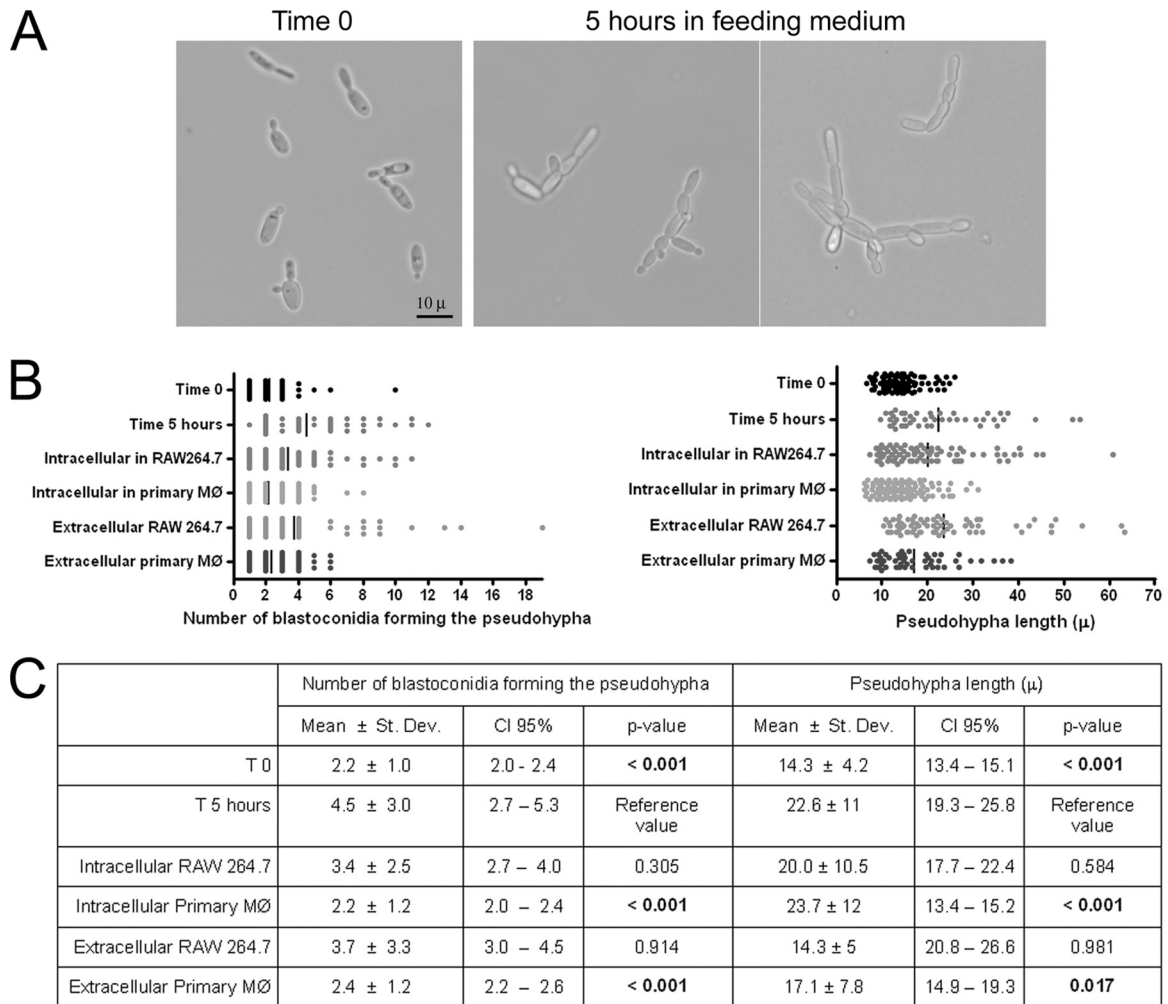 A
Time 0
5 hours in feeding medium
10 μ
B
Time 0
Time 5 hours
Intracellular in RAW264.7
Intracellular in primary MØ
Extracellular RAW 264.7
Extracellular primary MØ
2 4 6 8 10 12 14 16 18
Number of blastoconidia forming the pseudohypha
Time 0
Time 5 hours
Intracellular in RAW264.7
Intracellular in primary MØ
Extracellular RAW 264.7
Extracellular primary MØ
0 10 20 30 40 50 60 70
Pseudohypha length (μ)
C
Number of blastoconidia forming the pseudohypha Pseudohypha length (μ)
Mean ± St. Dev. CI 95% p-value Mean ± St. Dev. CI 95% p-value
T 0 2.2 ± 1.0 2.0 - 2.4 < 0.001 14.3 ± 4.2 13.4 – 15.1 < 0.001
T 5 hours 4.5 ± 3.0 2.7 – 5.3 Reference value 22.6 ± 11 19.3 – 25.8 Reference value
Intracellular RAW 264.7 3.4 ± 2.5 2.7 – 4.0 0.305 20.0 ± 10.5 17.7 – 22.4 0.584
Intracellular Primary MØ 2.2 ± 1.2 2.0 – 2.4 < 0.001 23.7 ± 12 13.4 – 15.2 < 0.001
Extracellular RAW 264.7 3.7 ± 3.3 3.0 – 4.5 0.914 14.3 ± 5 20.8 – 26.6 0.981
Extracellular Primary MØ 2.4 ± 1.2 2.2 – 2.6 < 0.001 17.1 ± 7.8 14.9 – 19.3 0.017